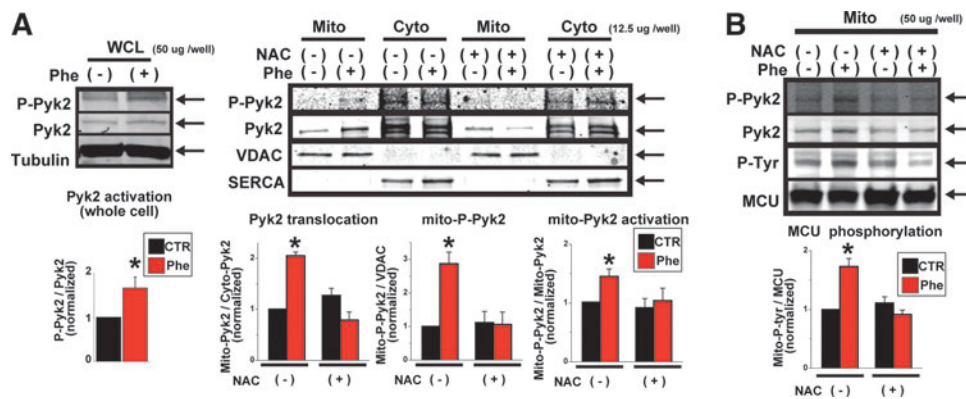 A
WCL (50 ug /well)
Phe (-) (+)
P-Pyk2
Pyk2
Tubulin
Pyk2 activation
(whole cell)
P-Pyk2 / Pyk2
(normalized)
2
1
0
*
CTR
Phe
Mito Cyto Mito Cyto (12.5 ug /well)
NAC (-) (-) (-) (-) (+) (+) (+) (+)
Phe (-) (+) (-) (+) (-) (+) (-) (+)
P-Pyk2
Pyk2
VDAC
SERCA
Pyk2 translocation
Mito-Pyk2 / Cyto-Pyk2
(normalized)
2
1
0
*
NAC (-) (+)
mito-P-Pyk2
Mito-P-Pyk2 / VDAC
(normalized)
3
2
1
0
*
NAC (-) (+)
mito-Pyk2 activation
Mito-P-Pyk2 / Mito-Pyk2
(normalized)
2
1
0
*
CTR
Phe
NAC (-) (+)
B
Mito (50 ug /well)
NAC (-) (-) (+) (+)
Phe (-) (+) (-) (+)
P-Pyk2
Pyk2
P-Tyr
MCU
MCU phosphorylation
Mito-P-tyr / MCU
(normalized)
2
1
0
*
CTR
Phe
NAC (-) (+)